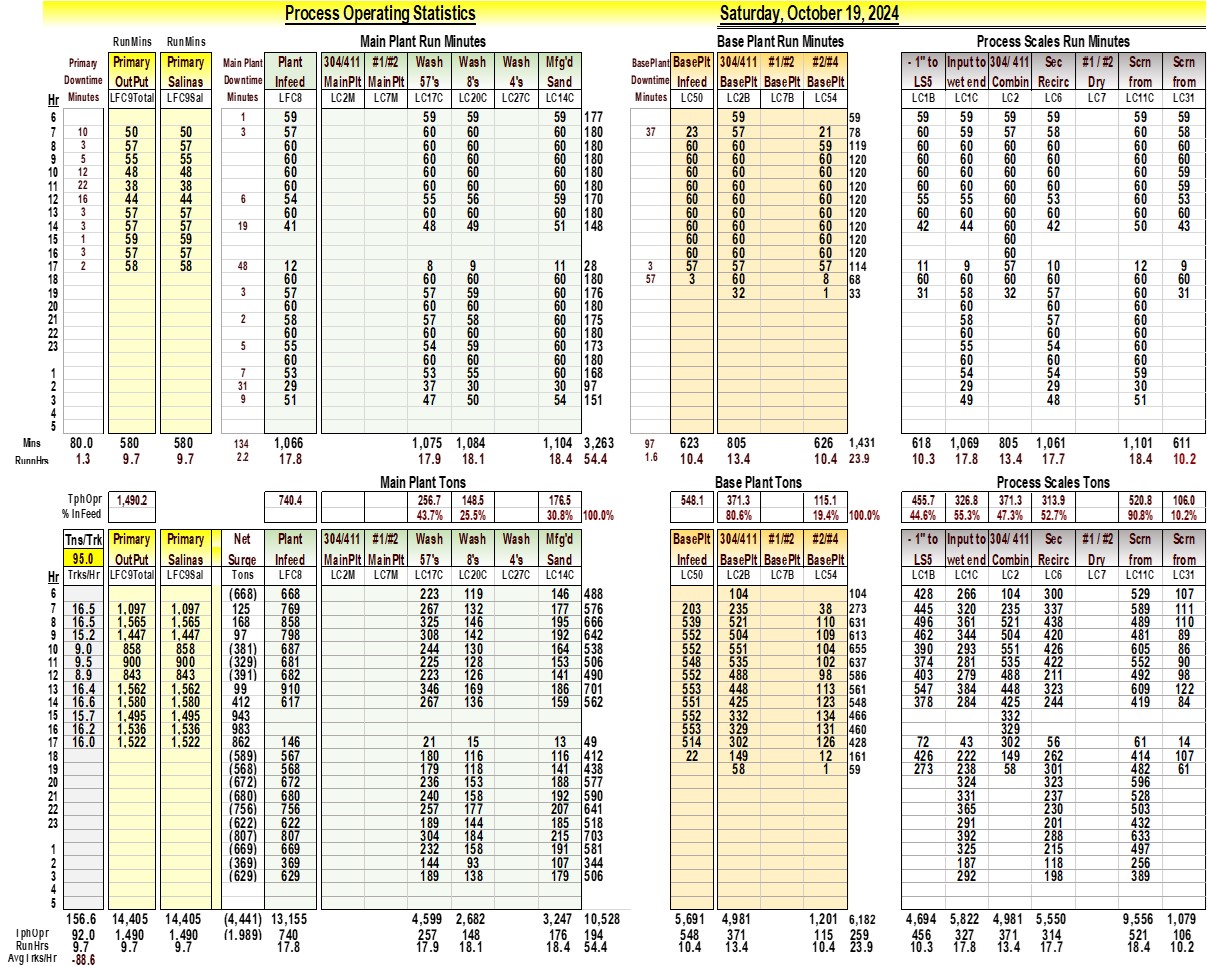 Process Operating Statistics Saturday, October 19, 2024
RunMins RunMins Main Plant Run Minutes Base Plant Run Minutes Process Scales Run Minutes
Primary Primary Primary Main Plant Plant 304/411 #1/#2 Wash Wash Wash Mfg'd BasePlant BasePlt 304/411 #1/#2 #2/#4 - 1" to Input to 304/ 411 Sec #1 / #2 Scrn Scrn
Downtime OutPut Salinas Downtime Infeed MainPlt MainPlt 57's 8's 4's Sand Downtime Infeed BasePlt BasePlt BasePlt LS5 wet end Combin Recirc Dry from from
Hr Minutes LFC9Total LFC9Sal Minutes LFC8 LC2M LC7M LC17C LC20C LC27C LC14C Minutes LC50 LC2B LC7B LC54 LC1B LC1C LC2 LC6 LC7 LC11C LC31
6 1 59 59 59 59 177 59 59 59 59 59 59 59 59
7 10 50 50 3 57 60 60 60 180 37 23 57 21 78 60 59 57 58 60 58
8 3 57 57 60 60 60 60 180 60 60 59 119 60 60 60 60 60 60
9 5 55 55 60 60 60 60 180 60 60 60 120 60 60 60 60 60 60
10 12 48 48 60 60 60 60 180 60 60 60 120 60 60 60 60 60 59
11 22 38 38 60 60 60 60 180 60 60 60 120 60 60 60 60 60 59
12 16 44 44 6 54 55 56 59 170 60 60 60 120 55 55 60 53 60 53
13 3 57 57 60 60 60 60 180 60 60 60 120 60 60 60 60 60 60
14 3 57 57 19 41 48 49 51 148 60 60 60 120 42 44 60 42 50 43
15 1 59 59 60 60 60 120 60
16 3 57 57 60 60 60 120 60
17 2 58 58 48 12 8 9 11 28 3 57 57 57 114 11 9 57 10 12 9
18 60 60 60 60 180 57 3 60 8 68 60 60 60 60 60 60
19 3 57 57 59 60 176 32 1 33 31 58 32 57 60 31
20 60 60 60 60 180 60 60 60
21 2 58 57 58 60 175 58 57 60
22 60 60 60 60 180 60 60 60
23 5 55 54 59 60 173 55 54 60
60 60 60 60 180 60 60 60
1 7 53 53 55 60 168 54 54 59
2 31 29 37 30 30 97 29 29 30
3 9 51 47 50 54 151 49 48 51
4
5
Mins 80.0 580 580 134 1,066 1,075 1,084 1,104 3,263 97 623 805 626 1,431 618 1,069 805 1,061 1,101 611
RunnHrs 1.3 9.7 9.7 2.2 17.8 17.9 18.1 18.4 54.4 1.6 10.4 13.4 10.4 23.9 10.3 17.8 13.4 17.7 18.4 10.2
Main Plant Tons Base Plant Tons Process Scales Tons
TphOpr 1,490.2 740.4 256.7 148.5 176.5 548.1 371.3 115.1 455.7 326.8 371.3 313.9 520.8 106.0
% InFeed 43.7% 25.5% 30.8% 100.0% 80.6% 19.4% 100.0% 44.6% 55.3% 47.3% 52.7% 90.8% 10.2%
Tns/Trk Primary Primary Net Plant 304/411 #1/#2 Wash Wash Wash Mfg'd BasePlt 304/411 #1/#2 #2/#4 - 1" to Input to 304/ 411 Sec #1 / #2 Scrn Scrn
95.0 OutPut Salinas Surge Infeed MainPlt MainPlt 57's 8's 4's Sand Infeed BasePlt BasePlt BasePlt LS5 wet end Combin Recirc Dry from from
Hr Trks/Hr LFC9Total LFC9Sal Tons LFC8 LC2M LC7M LC17C LC20C LC27C LC14C LC50 LC2B LC7B LC54 LC1B LC1C LC2 LC6 LC7 LC11C LC31
6 (668) 668 223 119 146 488 104 104 428 266 104 300 529 107
7 16.5 1,097 1,097 125 769 267 132 177 576 203 235 38 273 445 320 235 337 589 111
8 16.5 1,565 1,565 168 858 325 146 195 666 539 521 110 631 496 361 521 438 489 110
9 15.2 1,447 1,447 97 798 308 142 192 642 552 504 109 613 462 344 504 420 481 89
10 9.0 858 858 (381) 687 244 130 164 538 552 551 104 655 390 293 551 426 605 86
11 9.5 900 900 (329) 681 225 128 153 506 548 535 102 637 374 281 535 422 552 90
12 8.9 843 843 (391) 682 223 126 141 490 552 488 98 586 403 279 488 211 492 98
13 16.4 1,562 1,562 99 910 346 169 186 701 553 448 113 561 547 384 448 323 609 122
14 16.6 1,580 1,580 412 617 267 136 159 562 551 425 123 548 378 284 425 244 419 84
15 15.7 1,495 1,495 943 552 332 134 466 332
16 16.2 1,536 1,536 983 553 329 131 460 329
17 16.0 1,522 1,522 862 146 21 15 13 49 514 302 126 428 72 43 302 56 61 14
18 (589) 567 180 116 116 412 22 149 12 161 426 222 149 262 414 107
19 (568) 568 179 118 141 438 58 1 59 273 238 58 301 482 61
20 (672) 672 236 153 188 577 324 323 596
21 (680) 680 240 158 192 590 331 237 528
22 (756) 756 257 177 207 641 365 230 503
23 (622) 622 189 144 185 518 291 201 432
(807) 807 304 184 215 703 392 288 633
1 (669) 669 232 158 191 581 325 215 497
2 (369) 369 144 93 107 344 187 118 256
3 (629) 629 189 138 179 506 292 198 389
4
5
156.6 14,405 14,405 (4,441) 13,155 4,599 2,682 3,247 10,528 5,691 4,981 1,201 6,182 4,694 5,822 4,981 5,550 9,556 1,079
TphOpr 92.0 1,490 1,490 (1,989) 740 257 148 176 194 548 371 115 259 456 327 371 314 521 106
RunHrs 9.7 9.7 9.7 17.8 17.9 18.1 18.4 54.4 10.4 13.4 10.4 23.9 10.3 17.8 13.4 17.7 18.4 10.2
AvgTrks/Hr -88.6